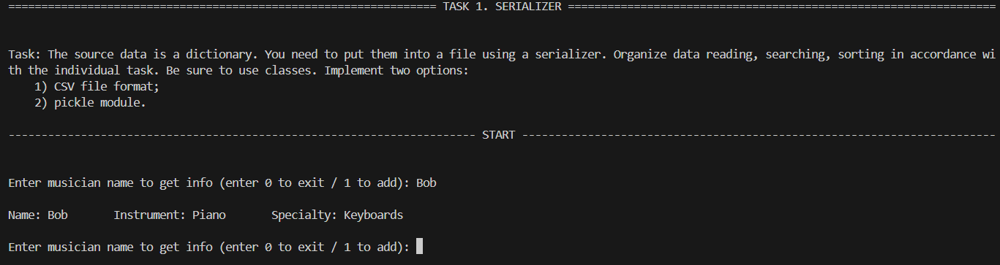 ================================================================= TASK 1. SERIALIZER =================================================================
Task: The source data is a dictionary. You need to put them into a file using a serializer. Organize data reading, searching, sorting in accordance wi
th the individual task. Be sure to use classes. Implement two options:
    1) CSV file format;
    2) pickle module.
----------------------------------------------------------------------- START ------------------------------------------------------------------------
Enter musician name to get info (enter 0 to exit / 1 to add): Bob
Name: Bob       Instrument: Piano       Specialty: Keyboards
Enter musician name to get info (enter 0 to exit / 1 to add):